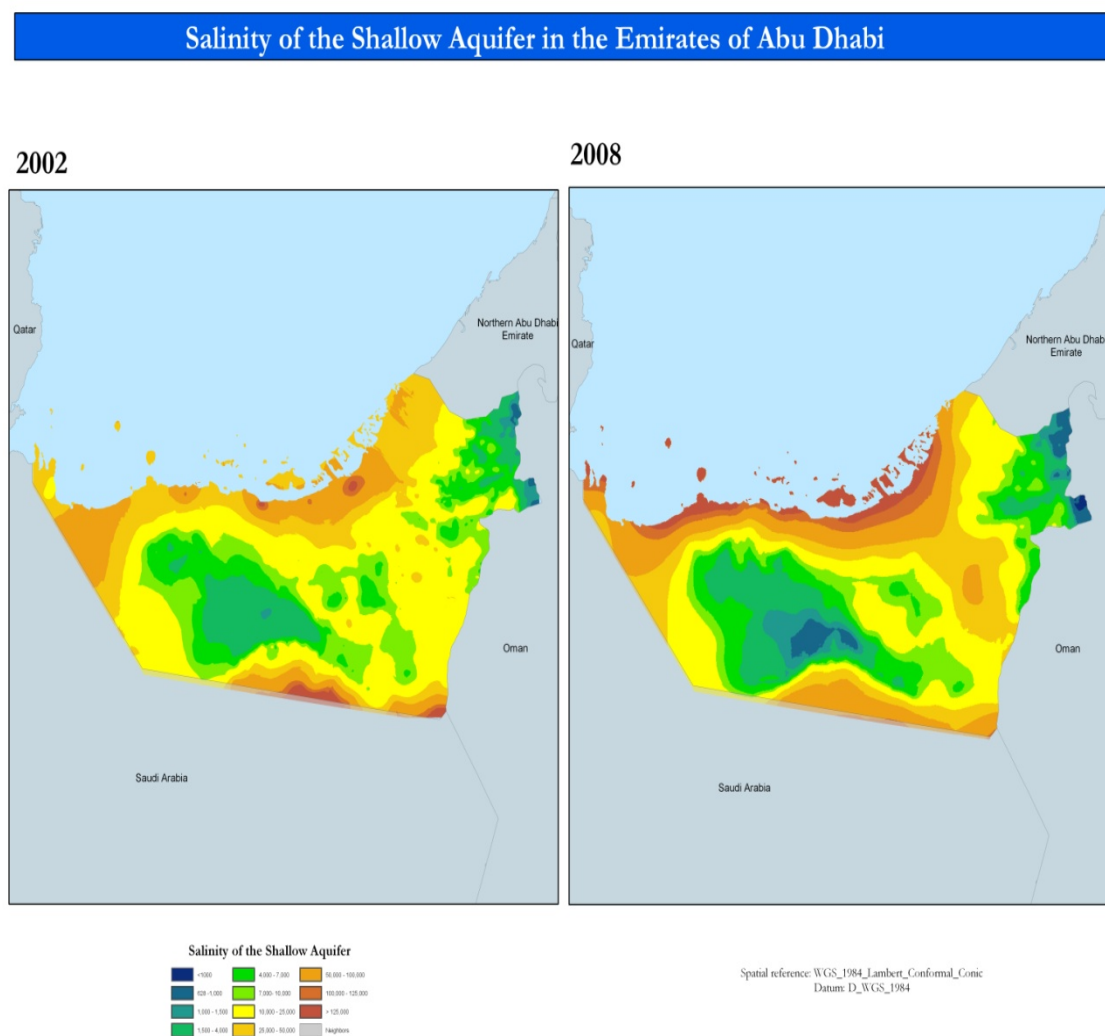 Salinity of the Shallow Aquifer in the Emirates of Abu Dhabi
2002
2008
Qatar
Northern Abu Dhabi
Emirate
Oman
Saudi Arabia
Qatar
Northern Abu Dhabi
Emirate
Oman
Saudi Arabia
Salinity of the Shallow Aquifer
<1000
4,000 - 7,000
50,000 - 100,000
1,000
7,000- 10,000
100,000 - 125,000
1,000 - 1,500
10,000 - 25,000
> 125,000
1,500 - 4,000
25,000 - 50,000
Neighbors
Spatial reference: WGS_1984_Lambert_Conformal_Conic
Datum: D_WGS_1984